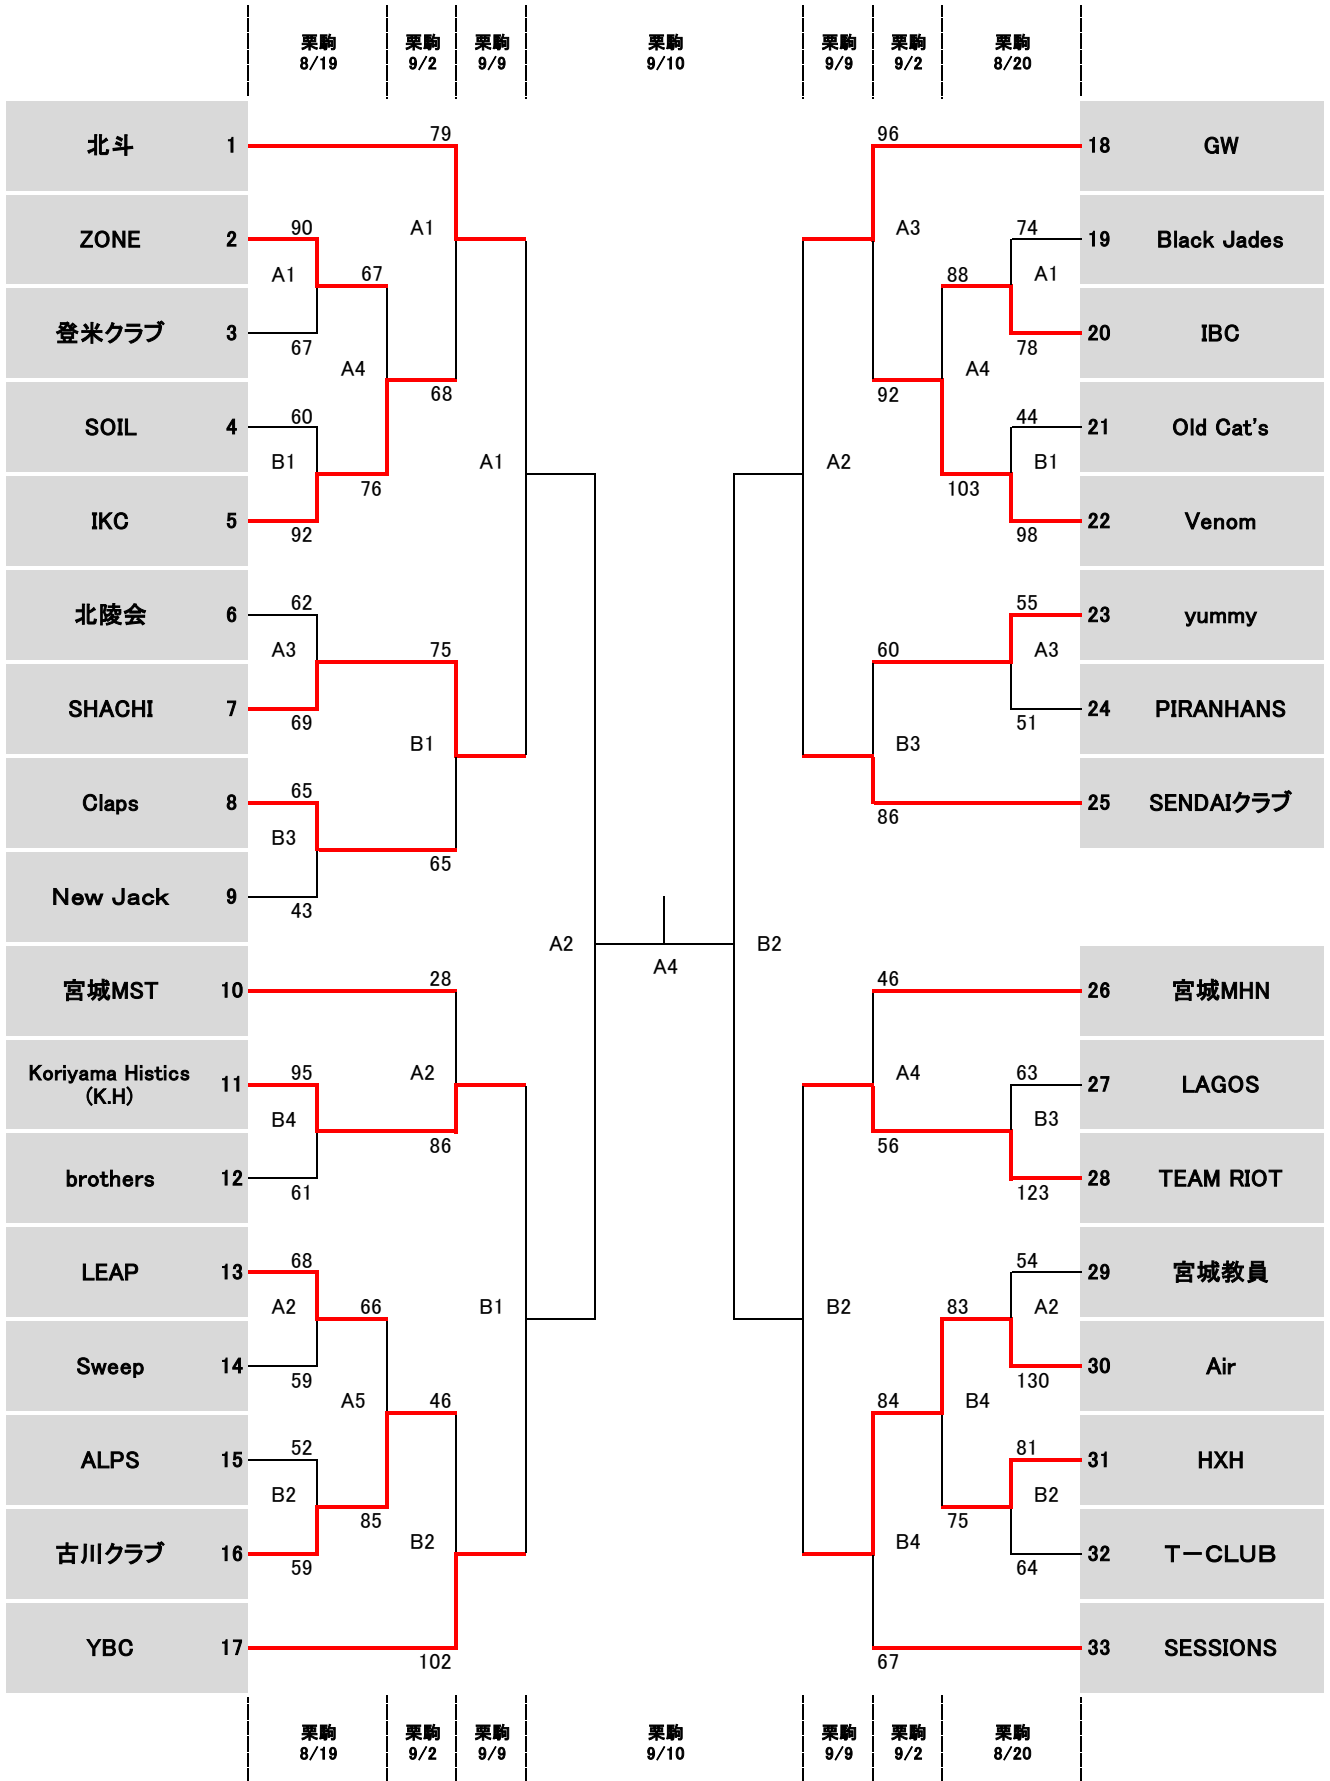 栗駒 栗駒 栗駒 栗駒 栗駒 栗駒 栗駒
8/19 9/2 9/9 9/10 9/9 9/2 8/20
79 96
北斗 1 18 GW
90 A1 A3 74
ZONE 2 19 Black Jades
A1 67 88 A1
登米クラブ 3 20 IBC
67 78
A4 A4
68 92
60 44
SOIL 4 21 Old Cat's
B1 A1 A2 B1
76 103
IKC 5 22 Venom
92 98
62 55
北陵会 6 23 yummy
A3 75 60 A3
SHACHI 7 24 PIRANHANS
69 51
B1 B3
65
Claps 8 25 SENDAIクラブ
86
B3
65
New Jack 9
43
A2 B2
A4
28 46
宮城MST 10 26 宮城MHN
Koriyama Histics
(K.H) 11 95 A2 A4 63 27 LAGOS
B4 B3
86 56
brothers 12 28 TEAM RIOT
61 123
68 54
LEAP 13 29 宮城教員
A2 66 B1 B2 83 A2
Sweep 14 30 Air
59 130
A5 46 84 B4
52 81
ALPS 15 31 HXH
B2 B2
85 75
B2 B4
古川クラブ 16 32 T－CLUB
59 64
YBC 17 33 SESSIONS
102 67
栗駒 栗駒 栗駒 栗駒 栗駒 栗駒 栗駒
8/19 9/2 9/9 9/10 9/9 9/2 8/20